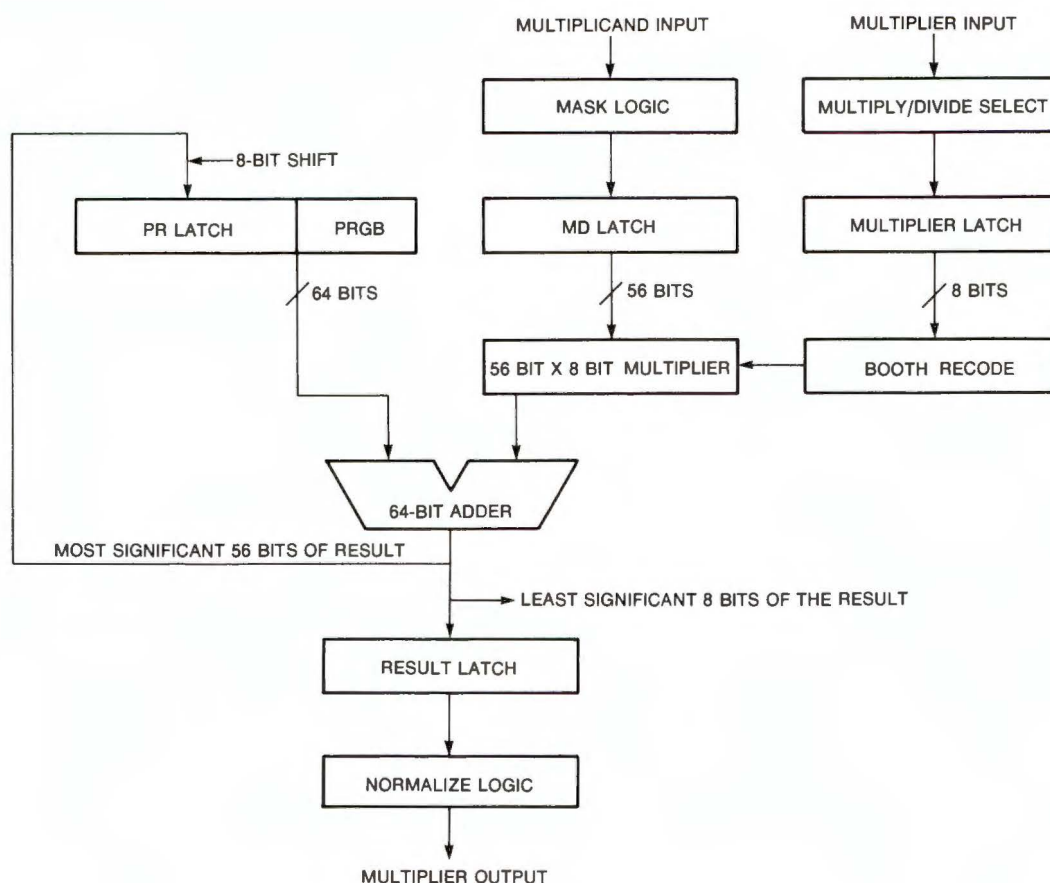 MULTIPLICAND INPUT
MULTIPLIER INPUT
MASK LOGIC
MULTIPLY/DIVIDE SELECT
8-BIT SHIFT
PR LATCH
PRGB
MD LATCH
MULTIPLIER LATCH
64 BITS
56 BITS
8 BITS
56 BIT X 8 BIT MULTIPLIER
BOOTH RECODE
64-BIT ADDER
MOST SIGNIFICANT 56 BITS OF RESULT
LEAST SIGNIFICANT 8 BITS OF THE RESULT
RESULT LATCH
NORMALIZE LOGIC
MULTIPLIER OUTPUT